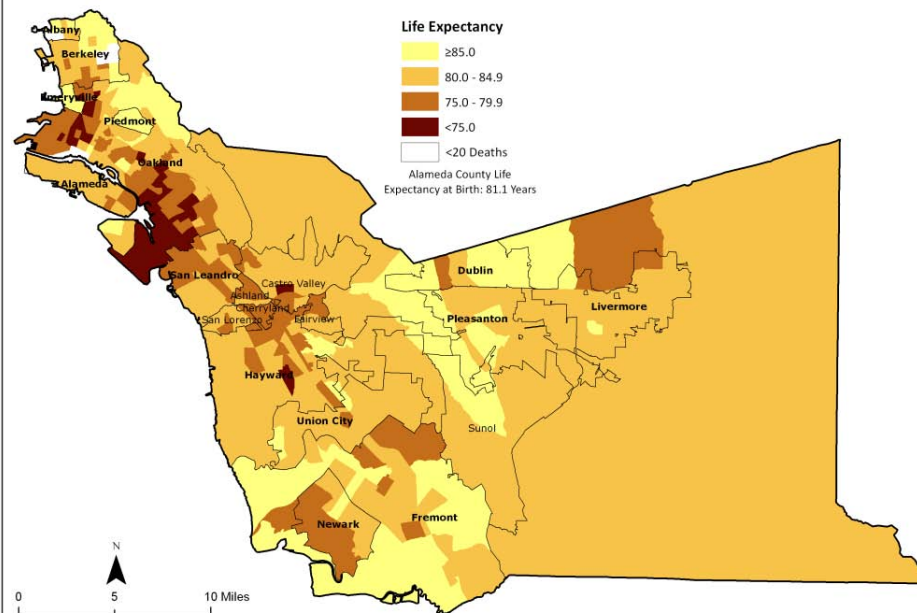 Life Expectancy
≥85.0
80.0 - 84.9
75.0 - 79.9
<75.0
<20 Deaths
Alameda County Life
Expectancy at Birth: 81.1 Years
Albany
Berkeley
Emeryville
Piedmont
Oakland
Alameda
San Leandro
Castro Valley
Ashland
Cherryland
San Lorenzo
Fairview
Dublin
Livermore
Pleasanton
Hayward
Union City
Sunol
Newark
Fremont
N
0 5 10 Miles